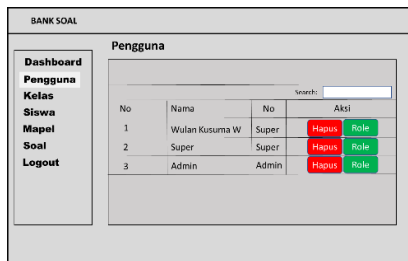 BANK SOAL
Pengguna
Dashboard
Pengguna
Kelas
Siswa
Mapel
Soal
Logout
Search:
No Nama No Aksi
1 Wulan Kusuma W Super Hapus Role
2 Super Super Hapus Role
3 Admin Admin Hapus Role